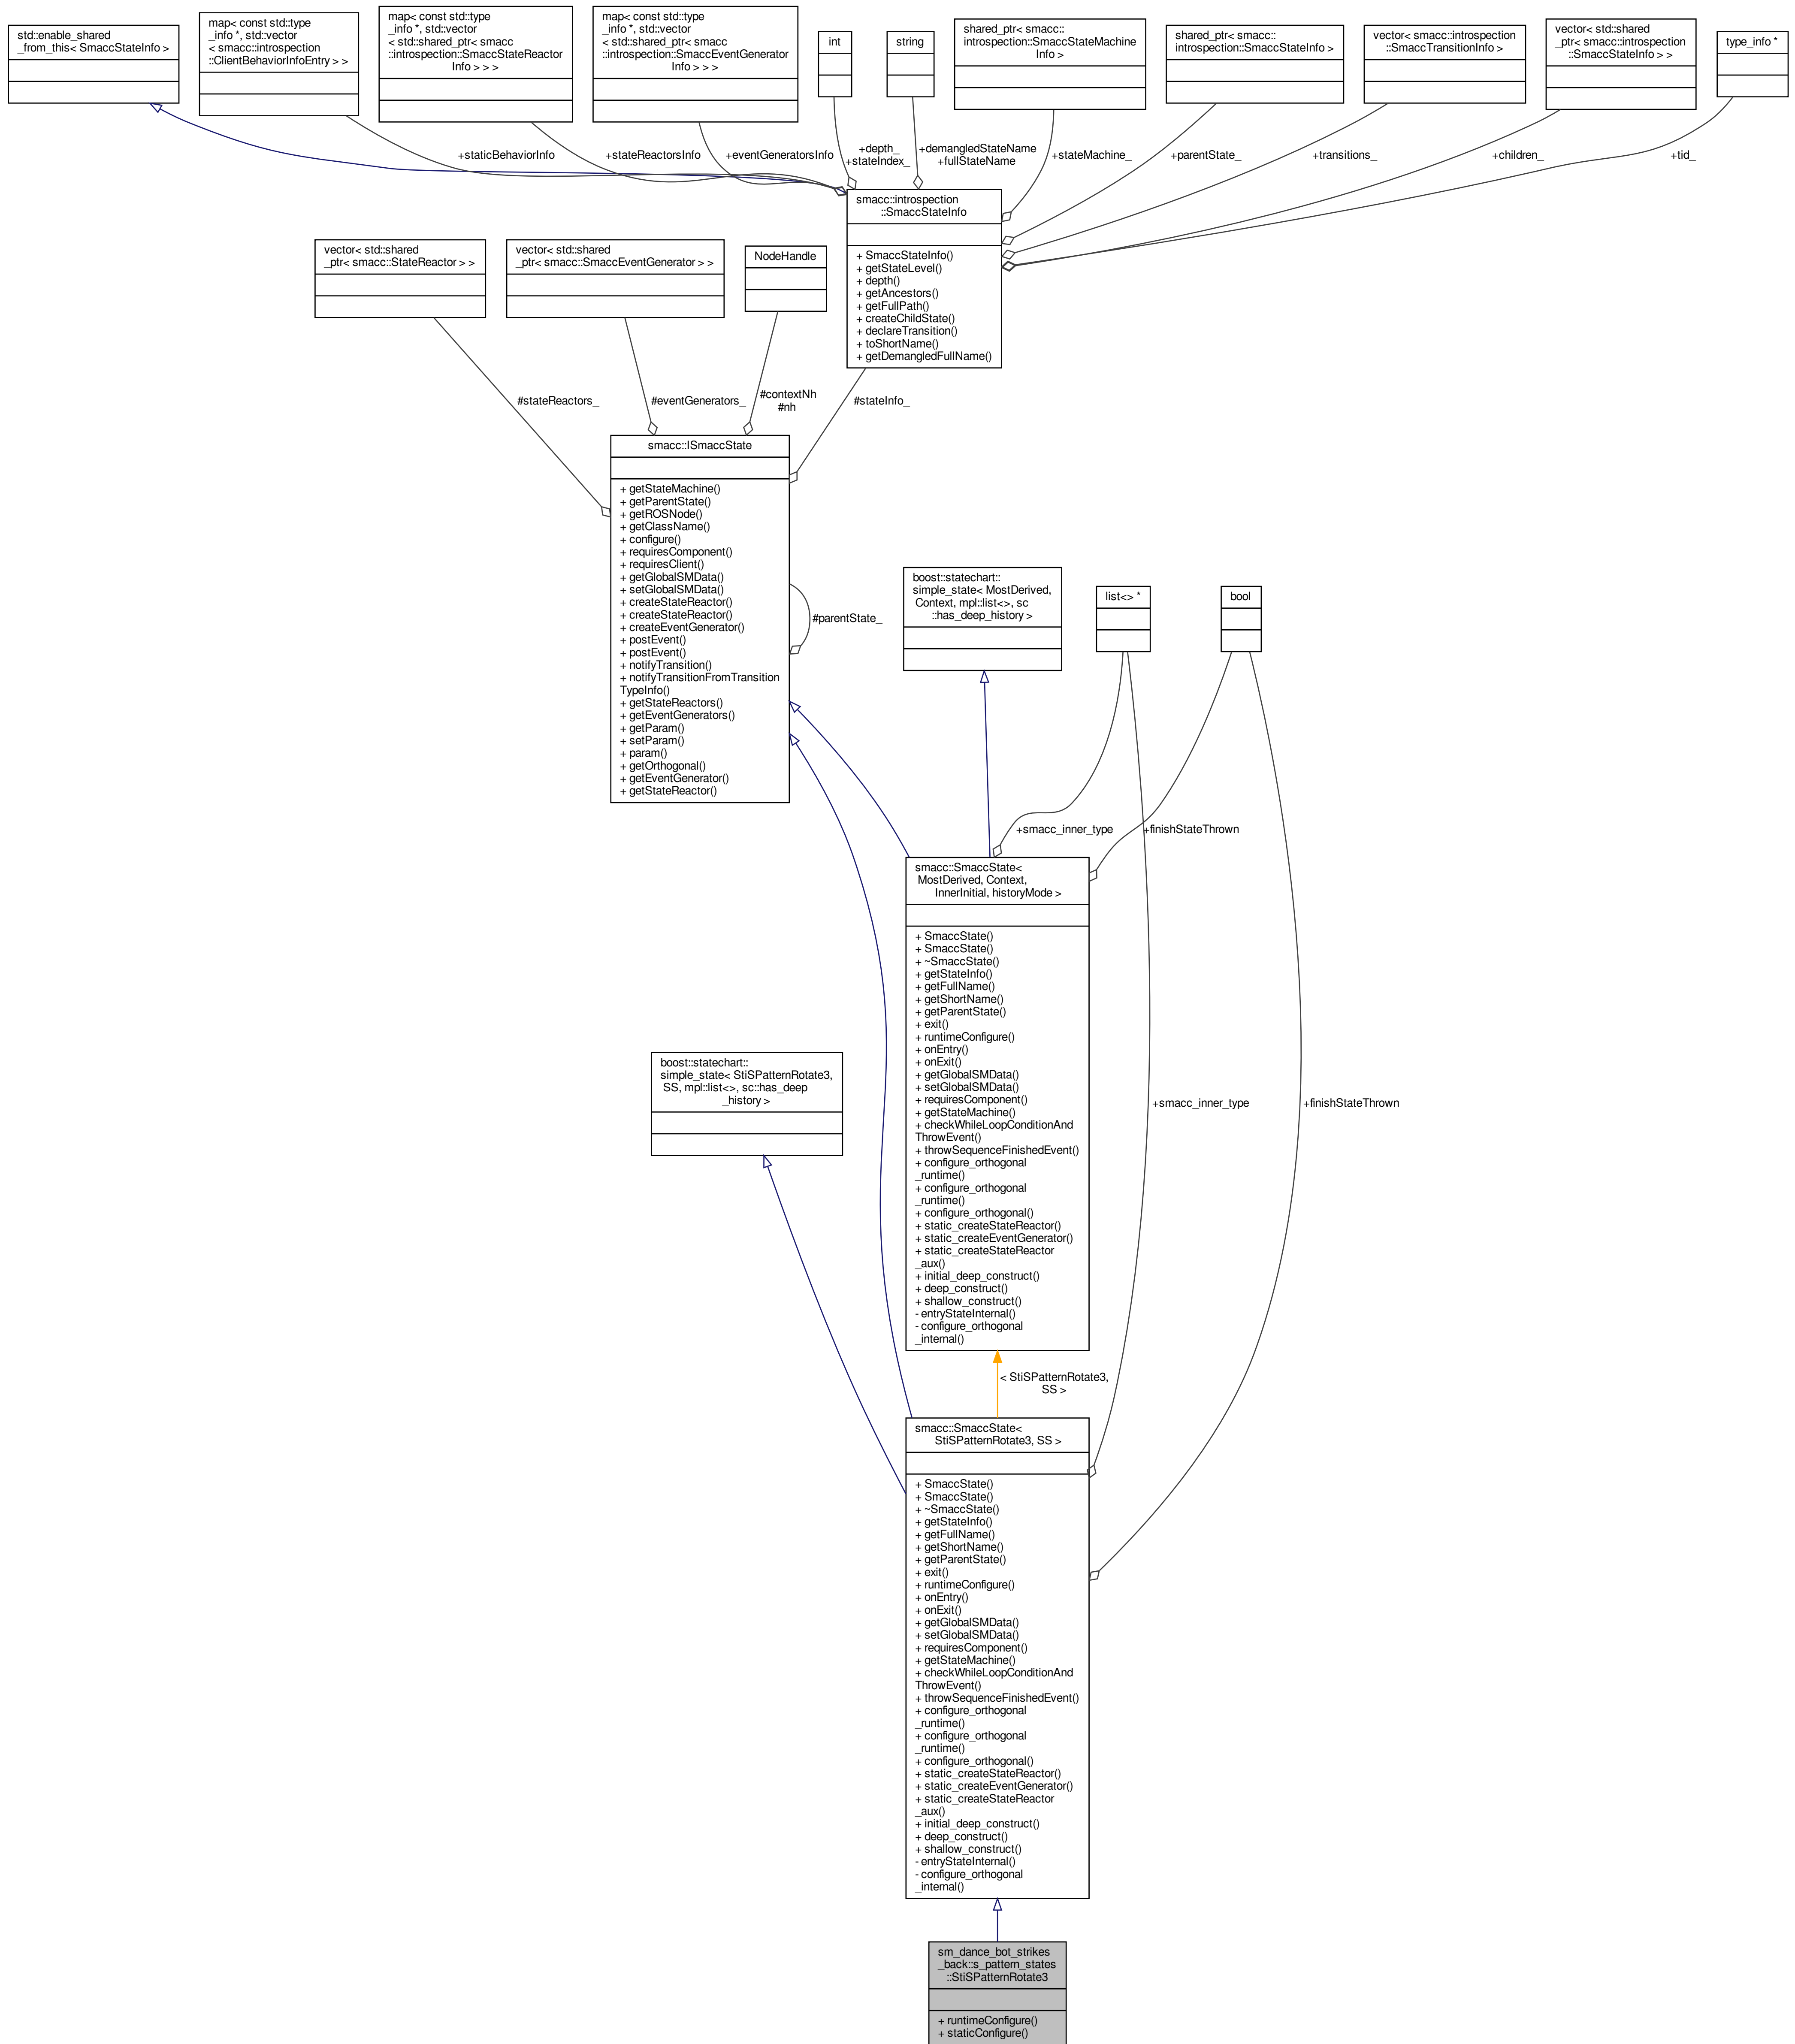 std::enable_shared
_from_this< SmaccStateInfo >
map< const std::type
_info *, std::vector
< smacc::introspection
::ClientBehaviorInfoEntry > >
map< const std::type
_info *, std::vector
< std::shared_ptr< smacc
::introspection::SmaccStateReactor
Info > > >
map< const std::type
_info *, std::vector
< std::shared_ptr< smacc
::introspection::SmaccEventGenerator
Info > > >
int
string
shared_ptr< smacc::
introspection::SmaccStateMachine
Info >
shared_ptr< smacc::
introspection::SmaccStateInfo >
vector< smacc::introspection
::SmaccTransitionInfo >
vector< std::shared
_ptr< smacc::introspection
::SmaccStateInfo > >
type_info *
+staticBehaviorInfo
+stateReactorsInfo
+eventGeneratorsInfo
+depth_
+stateIndex_
+demangledStateName
+fullStateName
+stateMachine_
+parentState_
+transitions_
+children_
+tid_
smacc::introspection
::SmaccStateInfo
+ SmaccStateInfo()
+ getStateLevel()
+ depth()
+ getAncestors()
+ getFullPath()
+ createChildState()
+ declareTransition()
+ toShortName()
+ getDemangledFullName()
vector< std::shared
_ptr< smacc::StateReactor > >
vector< std::shared
_ptr< smacc::SmaccEventGenerator > >
NodeHandle
#stateReactors_
#eventGenerators_
#contextNh
#nh
#stateInfo_
smacc::ISmaccState
+ getStateMachine()
+ getParentState()
+ getROSNode()
+ getClassName()
+ configure()
+ requiresComponent()
+ requiresClient()
+ getGlobalSMData()
+ setGlobalSMData()
+ createStateReactor()
+ createStateReactor()
+ createEventGenerator()
+ postEvent()
+ postEvent()
+ notifyTransition()
+ notifyTransitionFromTransition
TypeInfo()
+ getStateReactors()
+ getEventGenerators()
+ getParam()
+ setParam()
+ param()
+ getOrthogonal()
+ getEventGenerator()
+ getStateReactor()
#parentState_
boost::statechart::
simple_state< MostDerived,
Context, mpl::list<>, sc
::has_deep_history >
list<> *
bool
+smacc_inner_type
+finishStateThrown
smacc::SmaccState<
MostDerived, Context,
InnerInitial, historyMode >
+ SmaccState()
+ SmaccState()
+ ~SmaccState()
+ getStateInfo()
+ getFullName()
+ getShortName()
+ getParentState()
+ exit()
+ runtimeConfigure()
+ onEntry()
+ onExit()
+ getGlobalSMData()
+ setGlobalSMData()
+ requiresComponent()
+ getStateMachine()
+ checkWhileLoopConditionAnd
ThrowEvent()
+ throwSequenceFinishedEvent()
+ configure_orthogonal
_runtime()
+ configure_orthogonal
_runtime()
+ configure_orthogonal()
+ static_createStateReactor()
+ static_createEventGenerator()
+ static_createStateReactor
_aux()
+ initial_deep_construct()
+ deep_construct()
+ shallow_construct()
- entryStateInternal()
- configure_orthogonal
_internal()
boost::statechart::
simple_state< StiSPatternRotate3,
SS, mpl::list<>, sc::has_deep
_history >
+smacc_inner_type
+finishStateThrown
< StiSPatternRotate3,
SS >
smacc::SmaccState<
StiSPatternRotate3, SS >
+ SmaccState()
+ SmaccState()
+ ~SmaccState()
+ getStateInfo()
+ getFullName()
+ getShortName()
+ getParentState()
+ exit()
+ runtimeConfigure()
+ onEntry()
+ onExit()
+ getGlobalSMData()
+ setGlobalSMData()
+ requiresComponent()
+ getStateMachine()
+ checkWhileLoopConditionAnd
ThrowEvent()
+ throwSequenceFinishedEvent()
+ configure_orthogonal
_runtime()
+ configure_orthogonal
_runtime()
+ configure_orthogonal()
+ static_createStateReactor()
+ static_createEventGenerator()
+ static_createStateReactor
_aux()
+ initial_deep_construct()
+ deep_construct()
+ shallow_construct()
- entryStateInternal()
- configure_orthogonal
_internal()
sm_dance_bot_strikes
_back::s_pattern_states
::StiSPatternRotate3
+ runtimeConfigure()
+ staticConfigure()